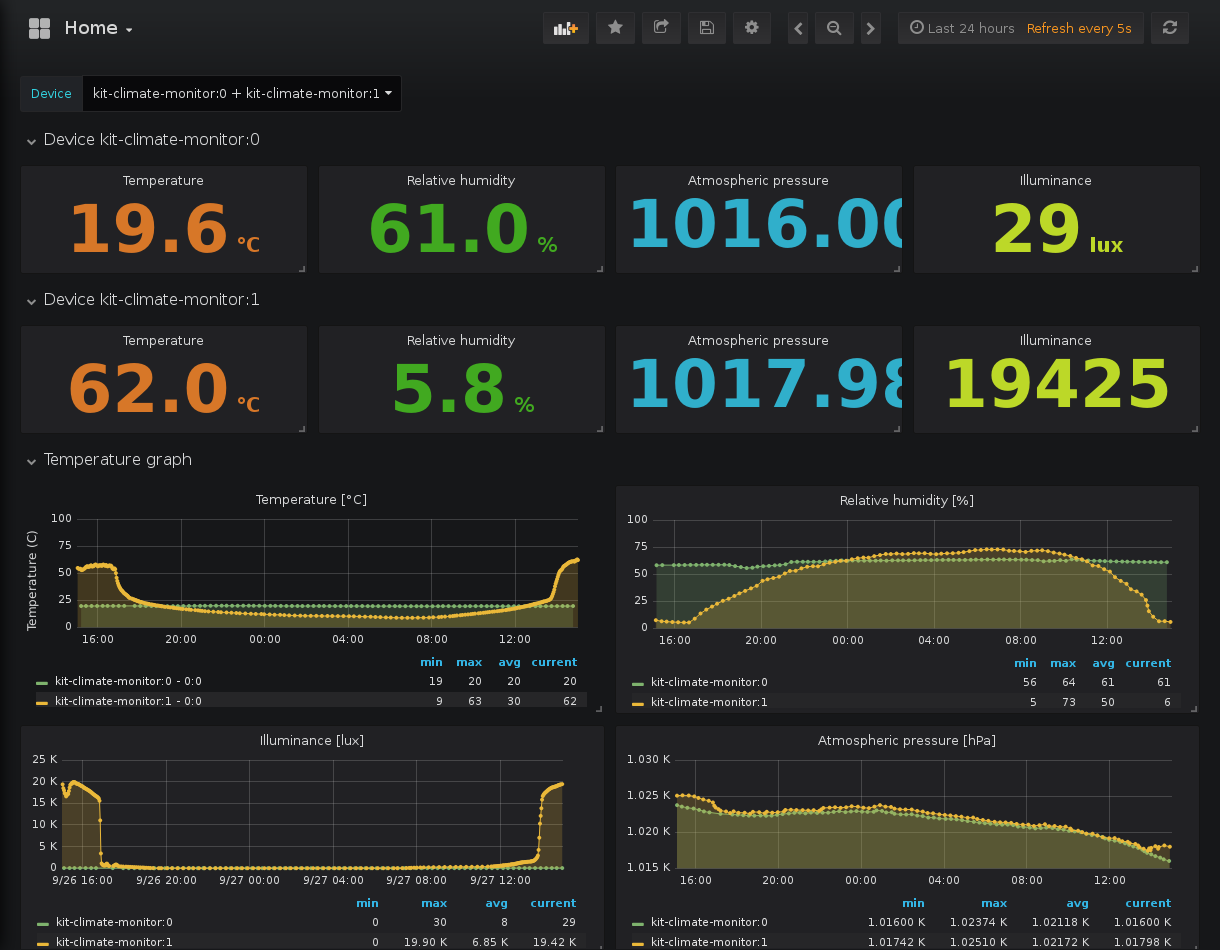 Home
Last 24 hours Refresh every 5s
Device kit-climate-monitor:0 + kit-climate-monitor:1
Device kit-climate-monitor:0
Temperature Relative humidity Atmospheric pressure Illuminance
19.6 °C 61.0 % 1016.00 29 lux
Device kit-climate-monitor:1
Temperature Relative humidity Atmospheric pressure Illuminance
62.0 °C 5.8 % 1017.98 19425
Temperature graph
Temperature [°C]
Temperature (C)
100
75
50
25
0
16:00 20:00 00:00 04:00 08:00 12:00
min max avg current
kit-climate-monitor:0 - 0:0 19 20 20 20
kit-climate-monitor:1 - 0:0 9 63 30 62
Relative humidity [%]
100
75
50
25
0
16:00 20:00 00:00 04:00 08:00 12:00
min max avg current
kit-climate-monitor:0 56 64 61 61
kit-climate-monitor:1 5 73 50 6
Illuminance [lux]
25 K
20 K
15 K
10 K
5 K
0
9/26 16:00 9/26 20:00 9/27 00:00 9/27 04:00 9/27 08:00 9/27 12:00
min max avg current
kit-climate-monitor:0 0 30 8 29
kit-climate-monitor:1 0 19.90 K 6.85 K 19.42 K
Atmospheric pressure [hPa]
1.030 K
1.025 K
1.020 K
1.015 K
16:00 20:00 00:00 04:00 08:00 12:00
min max avg current
kit-climate-monitor:0 1.01600 K 1.02374 K 1.02118 K 1.01600 K
kit-climate-monitor:1 1.01742 K 1.02510 K 1.02172 K 1.01798 K